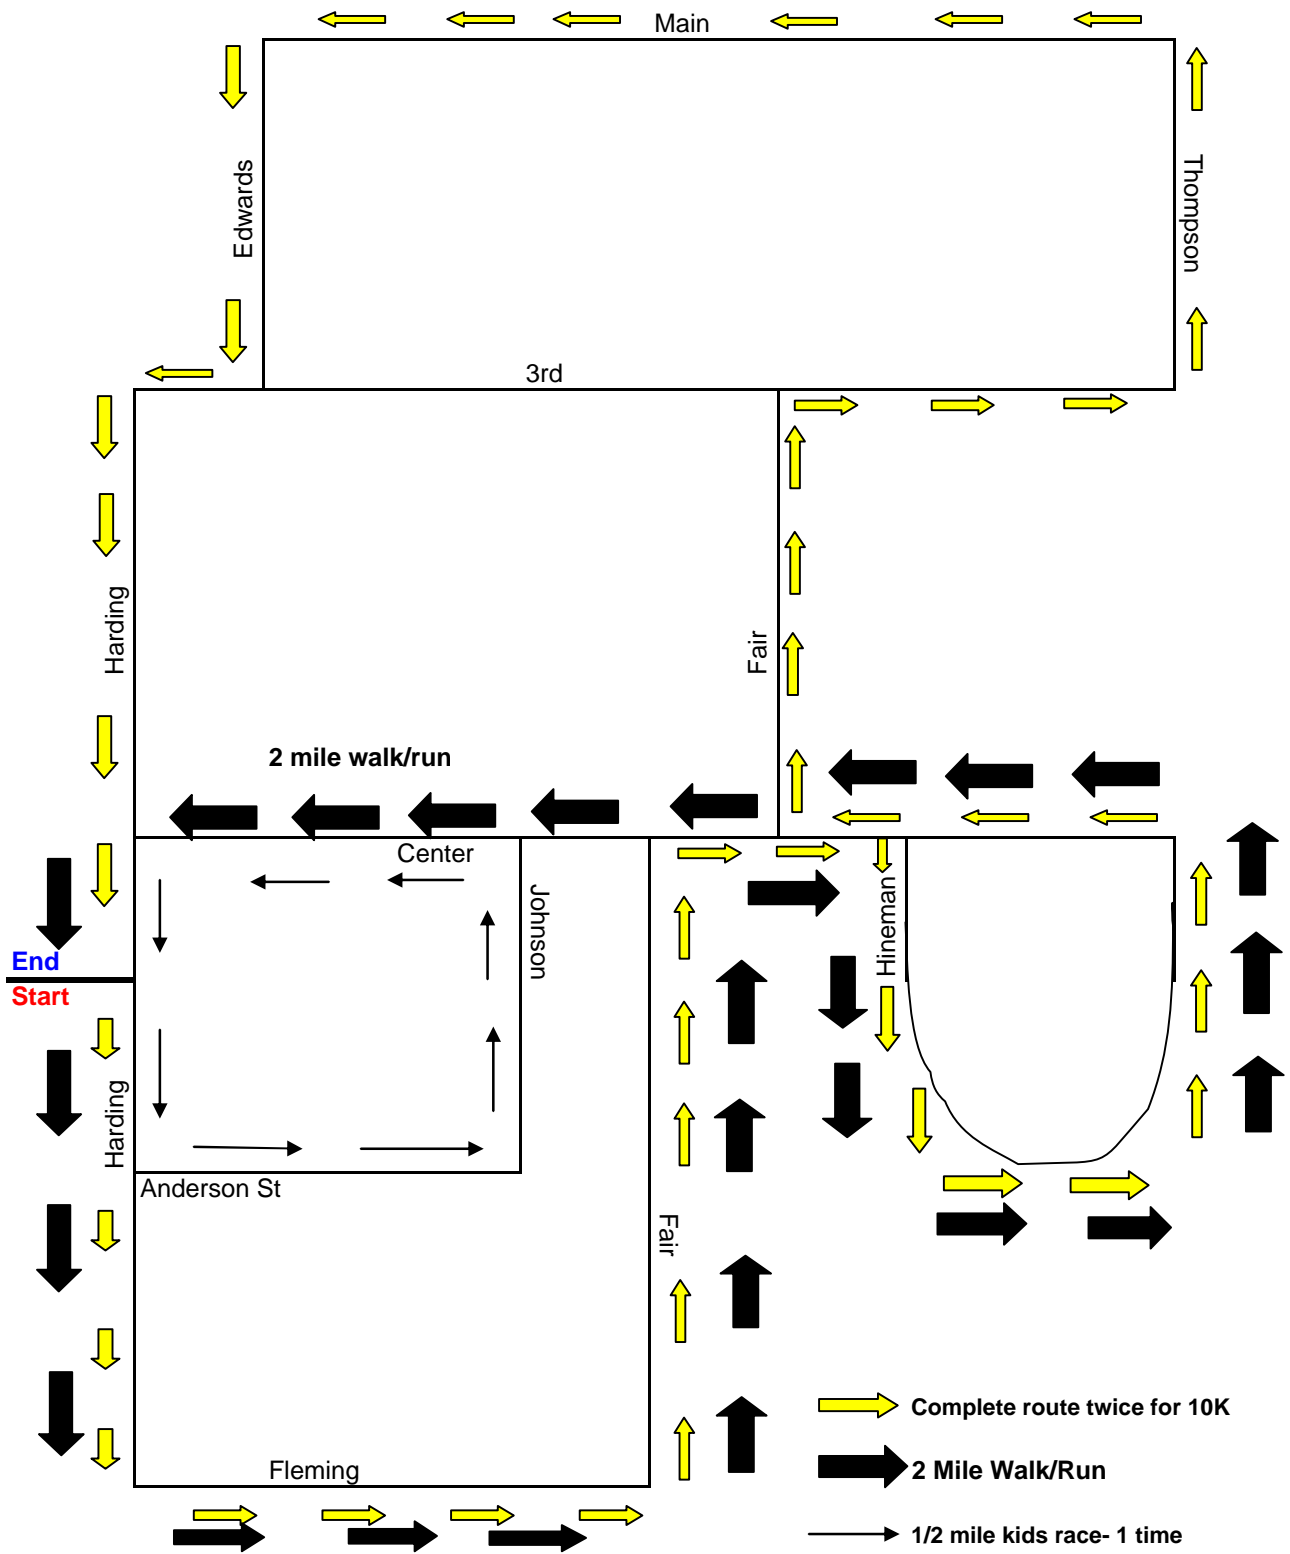 Main
Edwards
Thompson
3rd
Harding
Fair
2 mile walk/run
Center
Johnson
Hineman
End
Start
Harding
Anderson St
Fair
Complete route twice for 10K
2 Mile Walk/Run
Fleming
1/2 mile kids race- 1 time